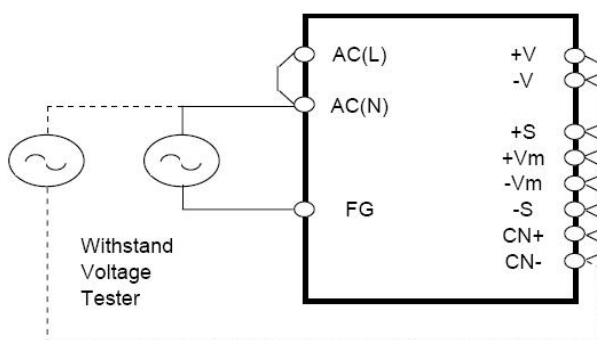 AC(L)
AC(N)
FG
+V
-V
+S
+Vm
-Vm
-S
CN+
CN-
Withstand
Voltage
Tester